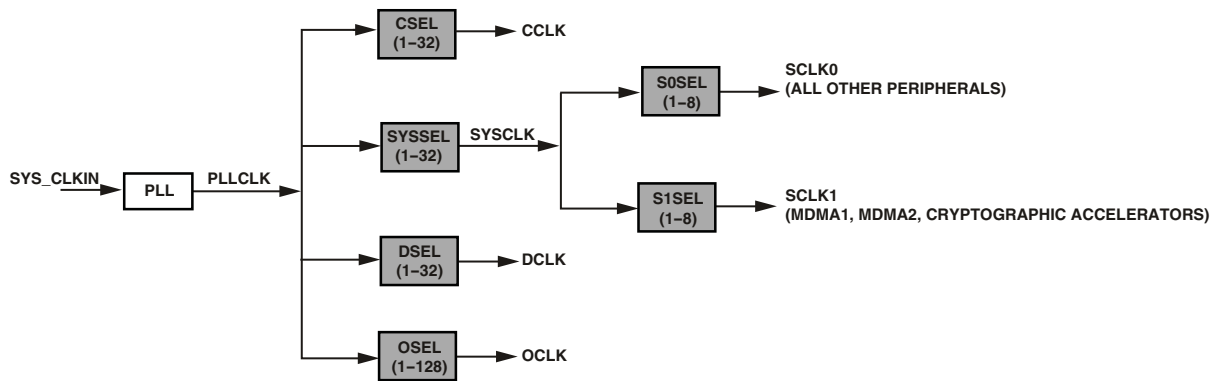 CSEL
(1–32)
CCLK
S0SEL
(1–8)
SCLK0
(ALL OTHER PERIPHERALS)
SYSSEL
(1–32)
SYSCLK
SYS_CLKIN
PLL
PLLCLK
S1SEL
(1–8)
SCLK1
(MDMA1, MDMA2, CRYPTOGRAPHIC ACCELERATORS)
DSEL
(1–32)
DCLK
OSEL
(1–128)
OCLK